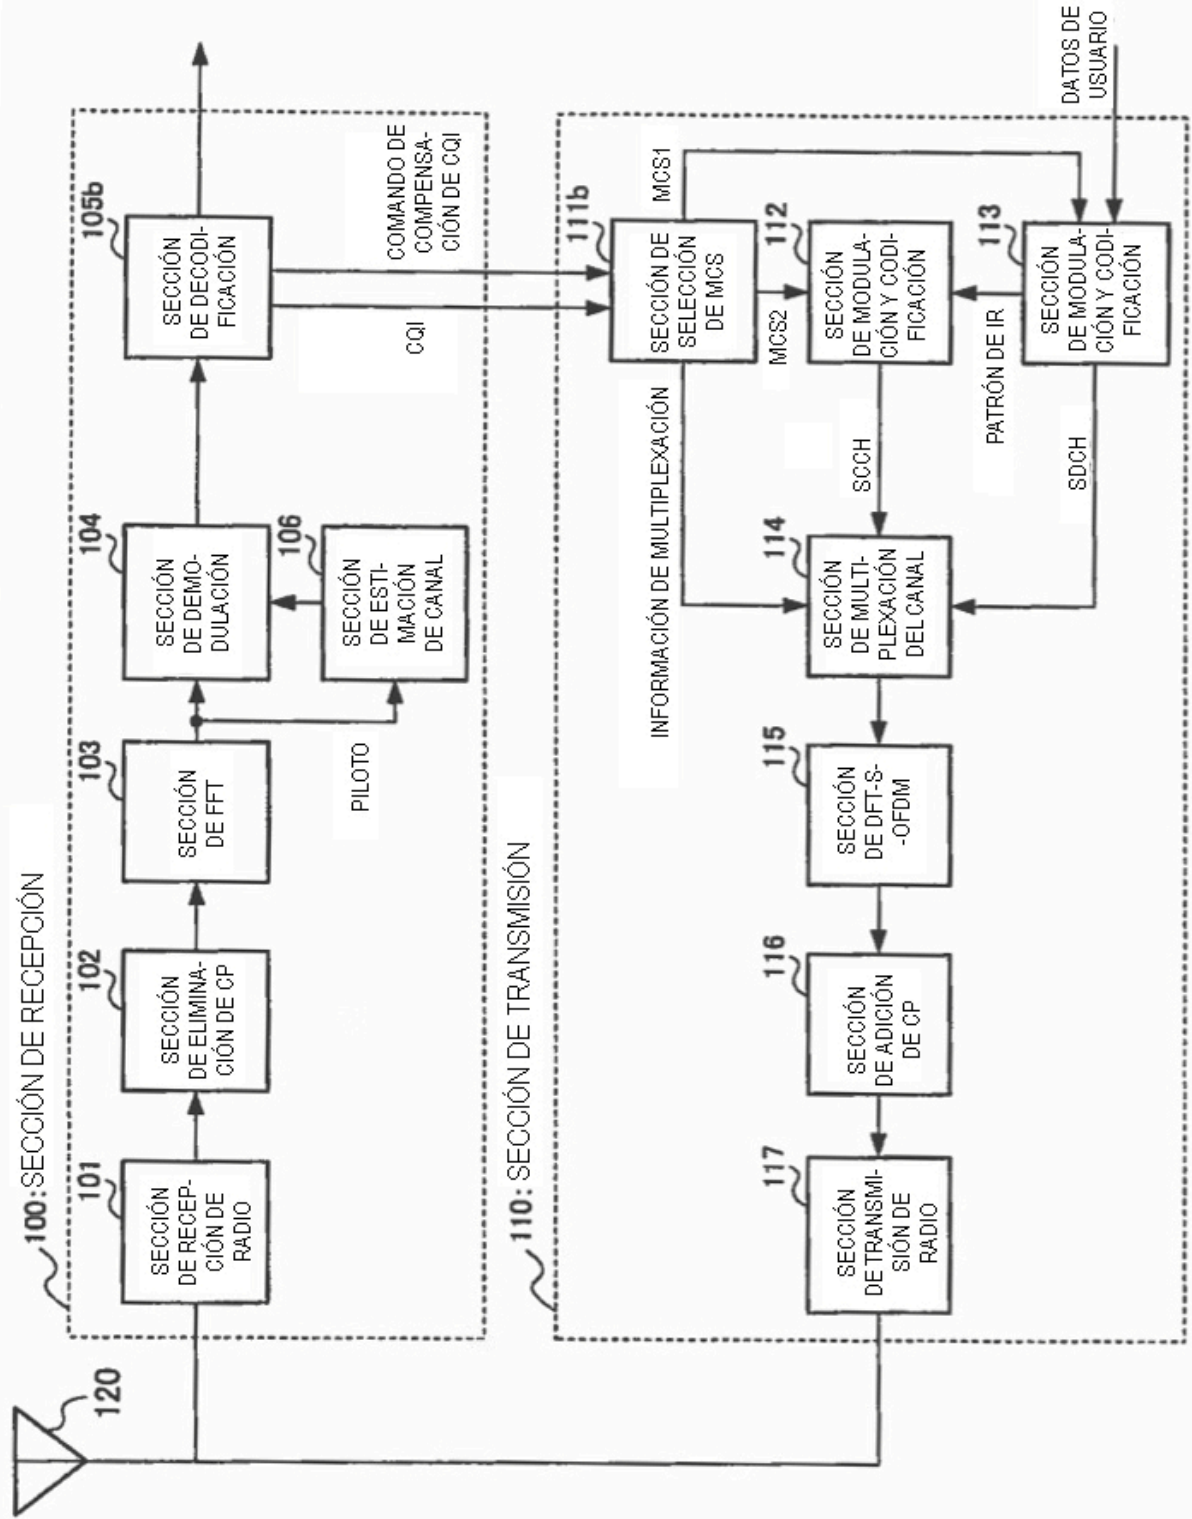 100:SECCIÓN DE RECEPCIÓN
120
101
SECCIÓN
DE RECEP-
CIÓN DE
RADIO
102
SECCIÓN
DE ELIMINA-
CIÓN DE CP
103
SECCIÓN
DE FFT
PILOTO
104
SECCIÓN
DE DEMO-
DULACIÓN
106
SECCIÓN
DE ESTI-
MACIÓN
DE CANAL
105b
SECCIÓN
DE DECODI-
FICACIÓN
CQI
COMANDO DE
COMPENSA-
CIÓN DE CQI
110: SECCIÓN DE TRANSMISIÓN
117
SECCIÓN
DE TRANSMI-
SIÓN DE
RADIO
116
SECCIÓN
DE ADICIÓN
DE CP
115
SECCIÓN
DE DFT-S-
-OFDM
114
SECCIÓN
DE MULTI-
PLEXACIÓN
DEL CANAL
INFORMACIÓN DE MULTIPLEXACIÓN
SCCH
SDCH
111b
SECCIÓN DE
SELECCIÓN
DE MCS
MCS1
MCS2
112
SECCIÓN
DE MODULA-
CIÓN Y CODI-
FICACIÓN
PATRÓN DE IR
113
SECCIÓN
DE MODULA-
CIÓN Y CODI-
FICACIÓN
DATOS DE
USUARIO